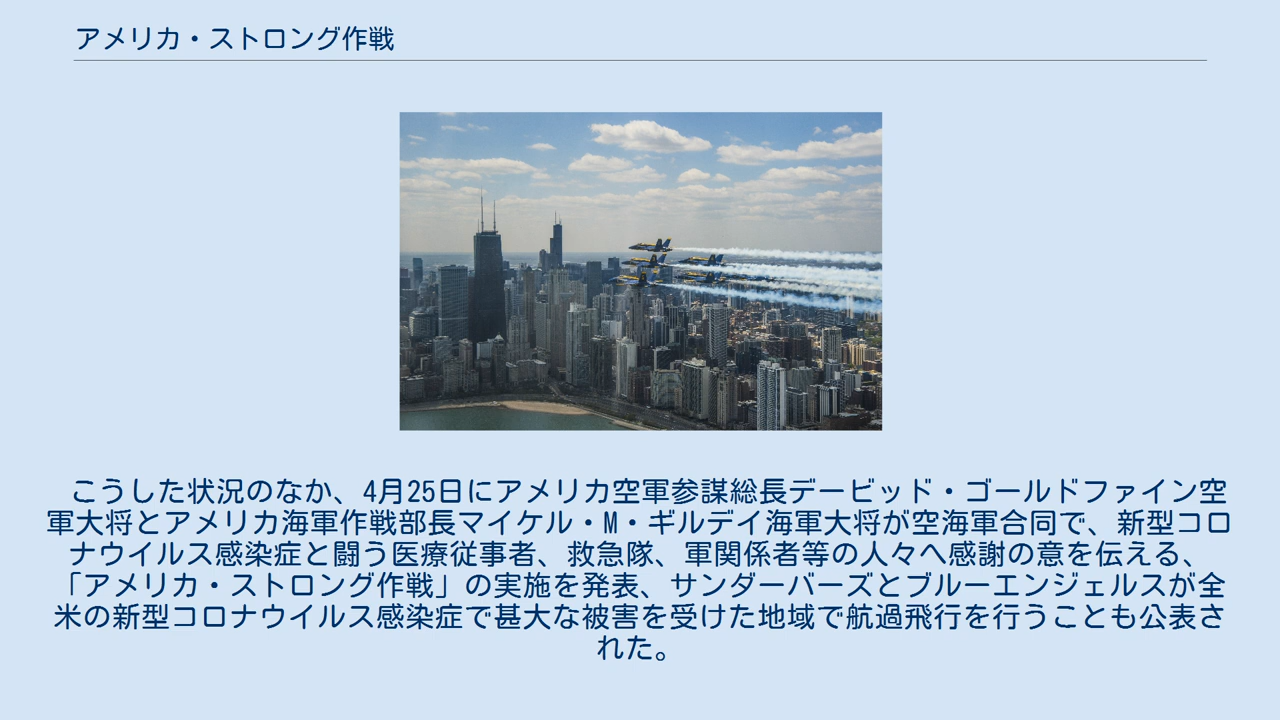 アメリカ・ストロング作戦
こうした状況のなか、4月25日にアメリカ空軍参謀総長デービッド・ゴールドファイン空
軍大将とアメリカ海軍作戦部長マイケル・M・ギルデイ海軍大将が空海軍合同で、新型コロ
ナウイルス感染症と闘う医療従事者、救急隊、軍関係者等の人々へ感謝の意を伝える、
「アメリカ・ストロング作戦」の実施を発表、サンダーバーズとブルーエンジェルスが全
米の新型コロナウイルス感染症で甚大な被害を受けた地域で航過飛行を行うことも公表さ
れた。